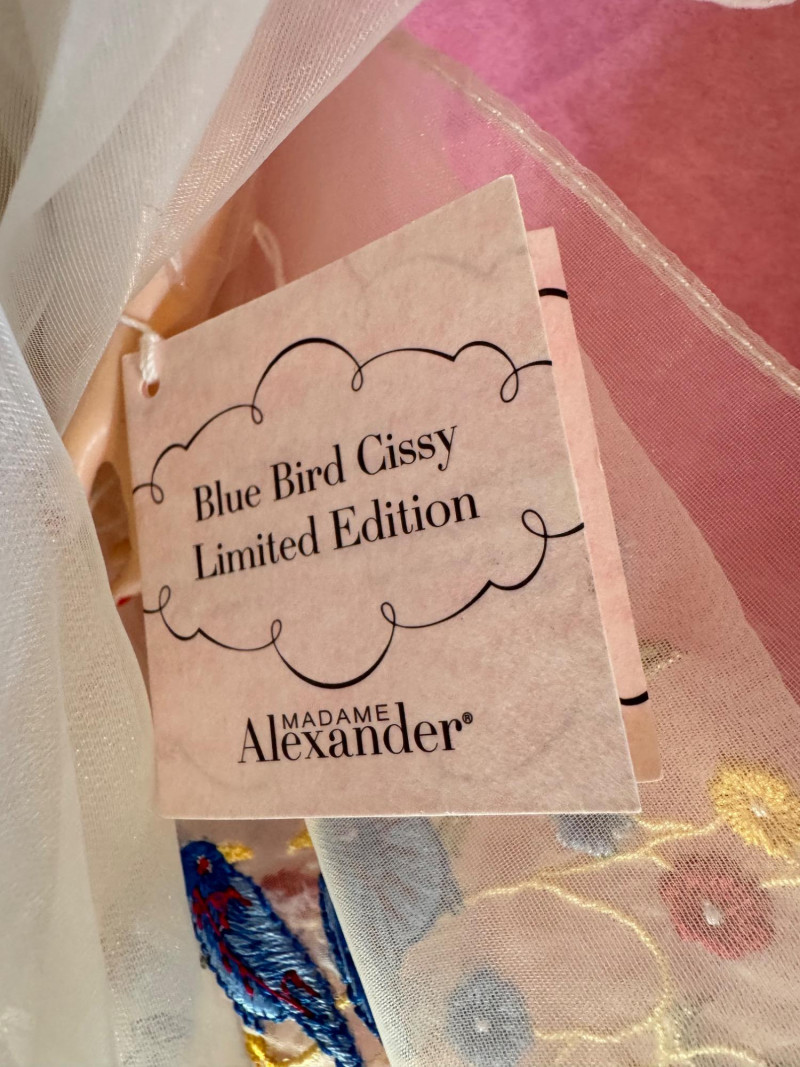 Blue Bird Cissy
Limited Edition
MADAME
Alexander®